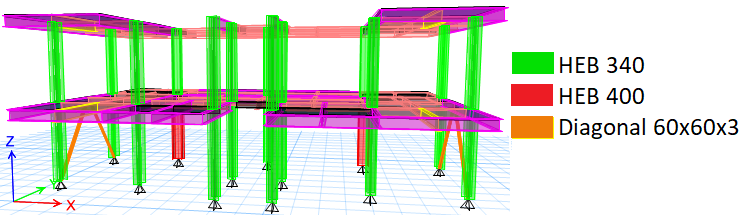 HEB 340
HEB 400
Diagonal 60x60x3
Z
Y
X